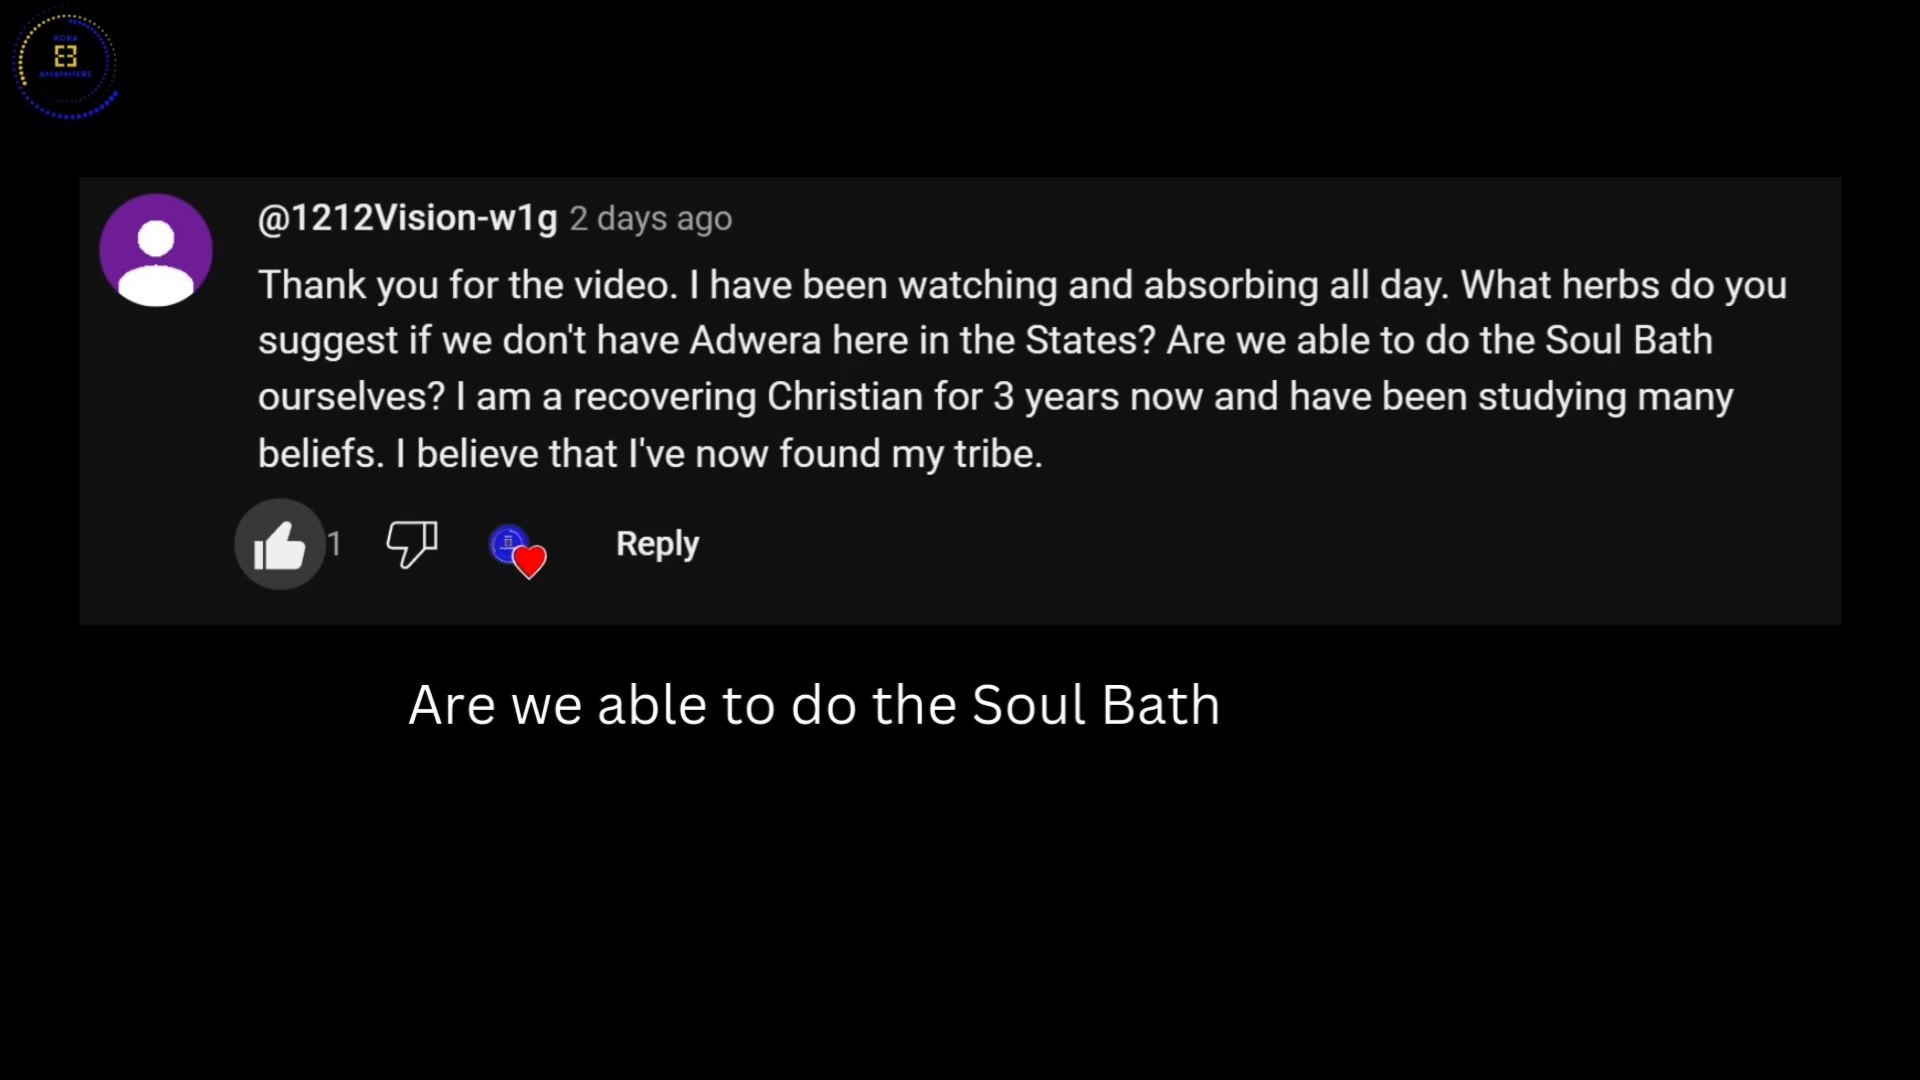 KORA
AMAMMERE
@1212Vision-w1g 2 days ago
Thank you for the video. I have been watching and absorbing all day. What herbs do you
suggest if we don't have Adwera here in the States? Are we able to do the Soul Bath
ourselves? I am a recovering Christian for 3 years now and have been studying many
beliefs. I believe that I've now found my tribe.
1
Reply
Are we able to do the Soul Bath